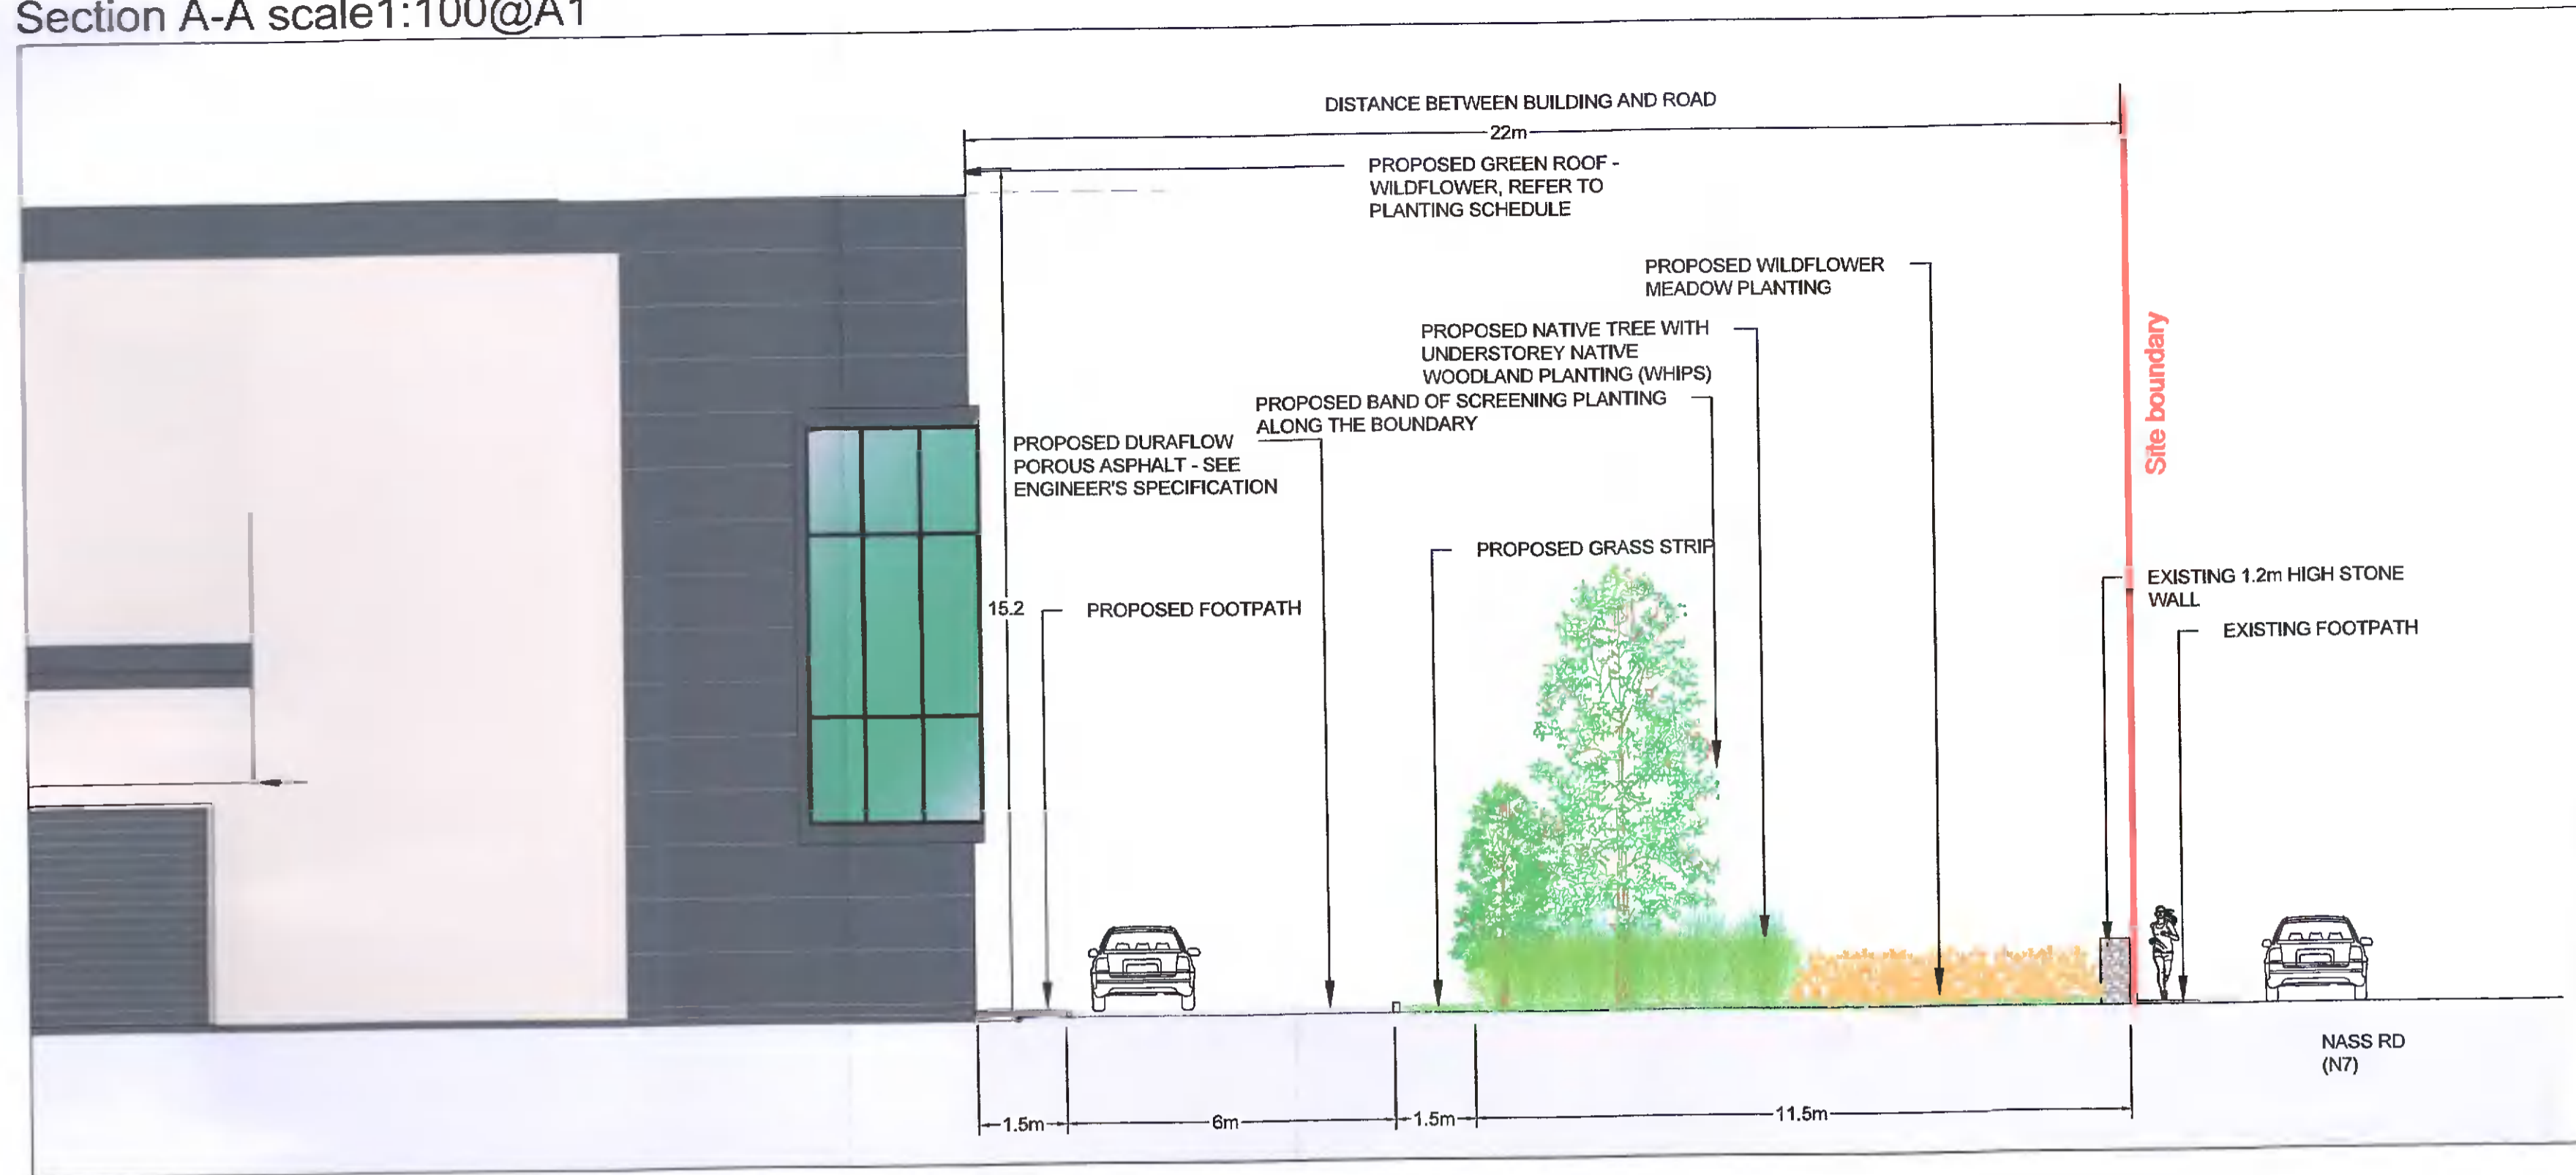 Section A-A scale1:100@A1
DISTANCE BETWEEN BUILDING AND ROAD
22m
PROPOSED GREEN ROOF -
WILDFLOWER, REFER TO
PLANTING SCHEDULE
PROPOSED WILDFLOWER
MEADOW PLANTING
PROPOSED NATIVE TREE WITH
UNDERSTOREY NATIVE
WOODLAND PLANTING (WHIPS)
PROPOSED BAND OF SCREENING PLANTING
ALONG THE BOUNDARY
PROPOSED DURAFLOW
POROUS ASPHALT - SEE
ENGINEER'S SPECIFICATION
Site boundary
PROPOSED GRASS STRIP
EXISTING 1.2m HIGH STONE
WALL
15.2
PROPOSED FOOTPATH
EXISTING FOOTPATH
NASS RD
(N7)
1.5m
6m
1.5m
11.5m